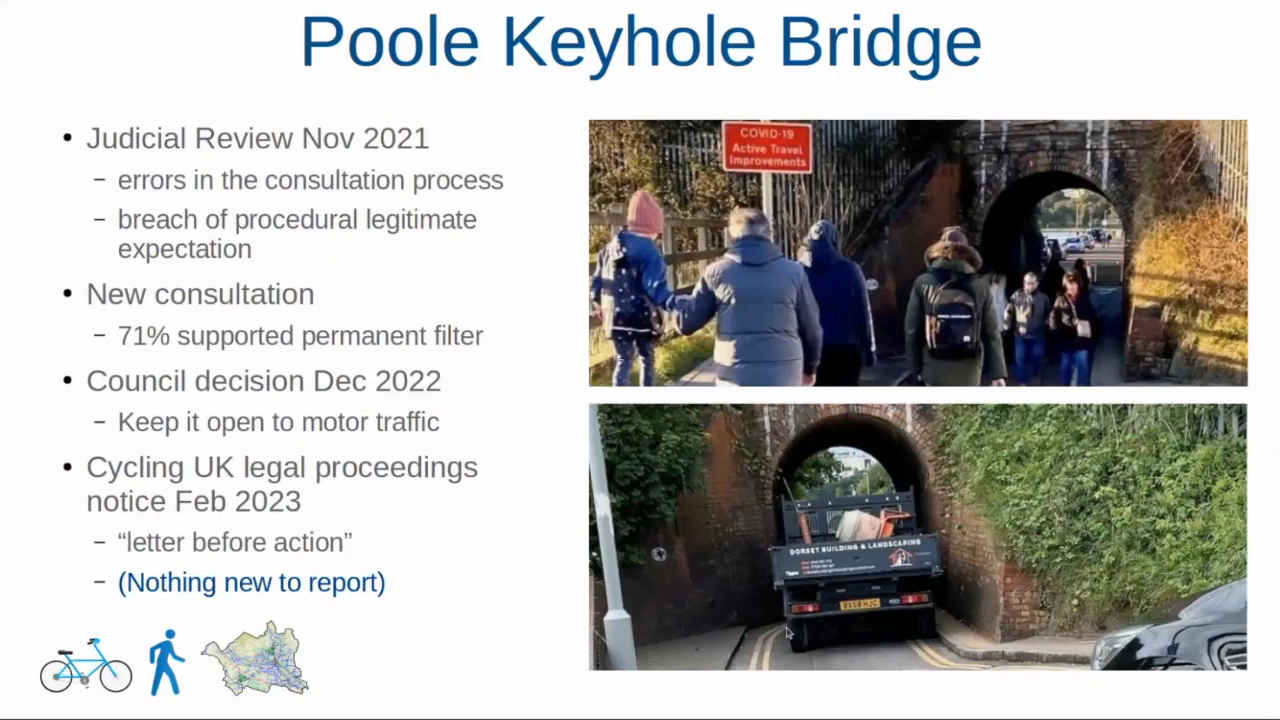 Poole Keyhole Bridge
• Judicial Review Nov 2021
– errors in the consultation process
– breach of procedural legitimate
expectation
• New consultation
– 71% supported permanent filter
• Council decision Dec 2022
– Keep it open to motor traffic
• Cycling UK legal proceedings
notice Feb 2023
– “letter before action”
– (Nothing new to report)
COVID-19
Active Travel
Improvements
DORSET BUILDING & LANDSCAPING